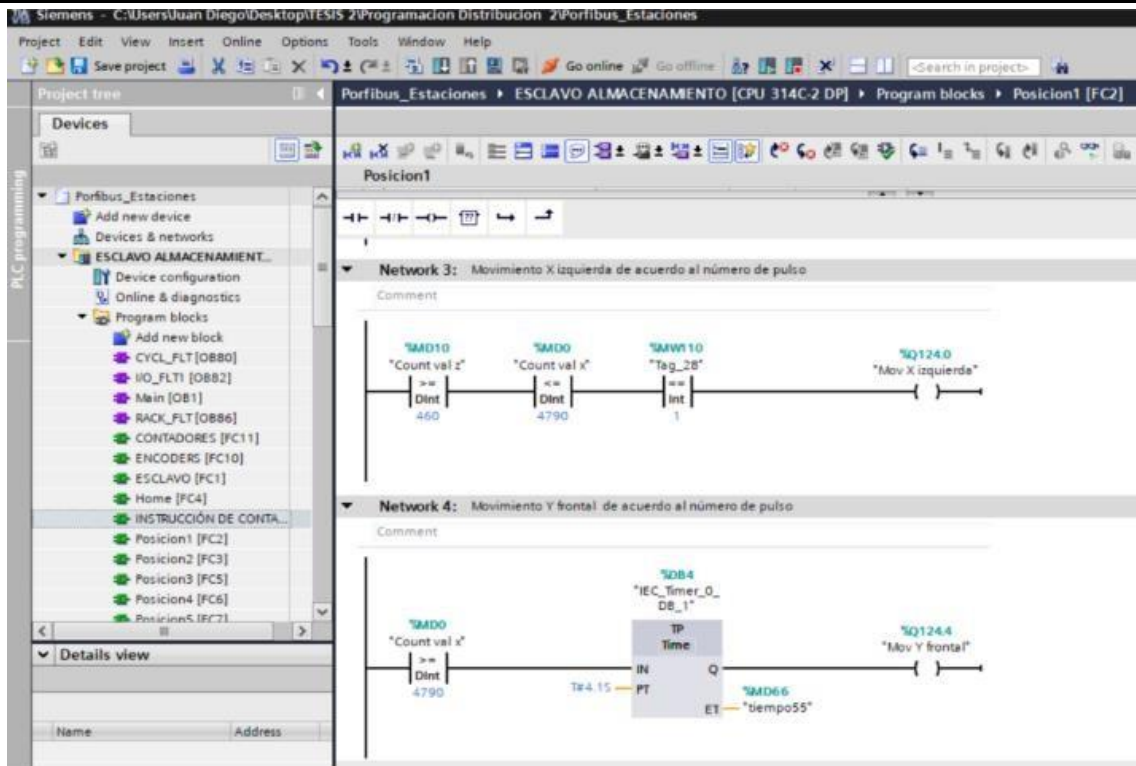 Siemens - C:\Users\Juan Diego\Desktop\TESIS 2\Programacion Distribucion 2\Porfibus_Estaciones
Project Edit View Insert Online Options Tools Window Help
Save project Go online Go offline <Search in project>
Project tree
Porfibus_Estaciones ▸ ESCLAVO ALMACENAMIENTO [CPU 314C-2 DP] ▸ Program blocks ▸ Posicion1 [FC2]
Devices
PLC programming
Porfibus_Estaciones
Add new device
Devices & networks
ESCLAVO ALMACENAMIENT...
Device configuration
Online & diagnostics
Program blocks
Add new block
CYCL_FLT [OB80]
I/O_FLT1 [OB82]
Main [OB1]
RACK_FLT [OB86]
CONTADORES [FC11]
ENCODERS [FC10]
ESCLAVO [FC1]
Home [FC4]
INSTRUCCIÓN DE CONTA...
Posicion1 [FC2]
Posicion2 [FC3]
Posicion3 [FC5]
Posicion4 [FC6]
Posicion5 [FC7]
Details view
Name Address
Posicion1
Network 3: Movimiento X izquierda de acuerdo al número de pulso
Comment
%MD10 %MD0 %MW110 %Q124.0
"Count val z" "Count val x" "Tag_28" "Mov X izquierda"
>= <= ==
DInt DInt Int
460 4790 1
Network 4: Movimiento Y frontal de acuerdo al número de pulso
Comment
%DB4
"IEC_Timer_0_
DB_1"
%MD0 TP %Q124.4
"Count val x" Time "Mov Y frontal"
>=
DInt IN Q
4790 T#4.1S PT %MD66
ET "tiempo55"